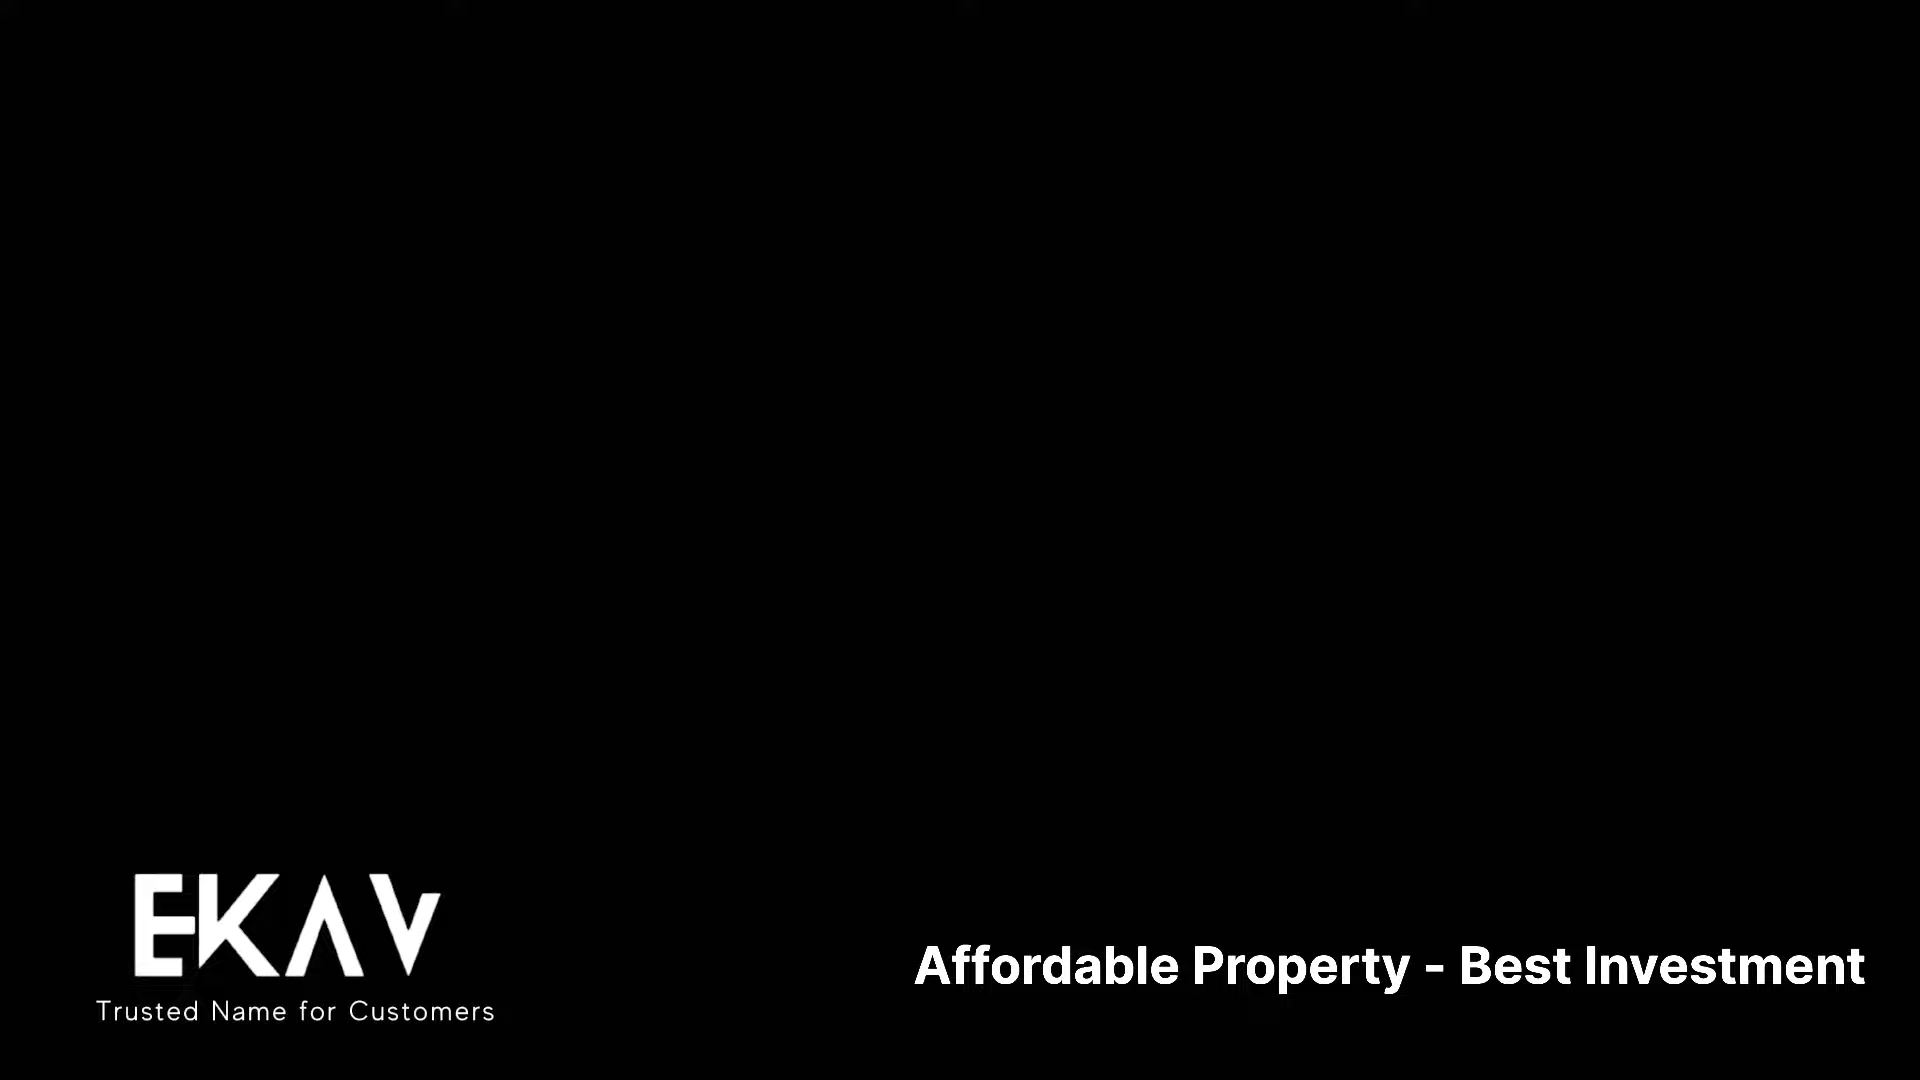 EKAV
Trusted Name for Customers
Affordable Property - Best Investment